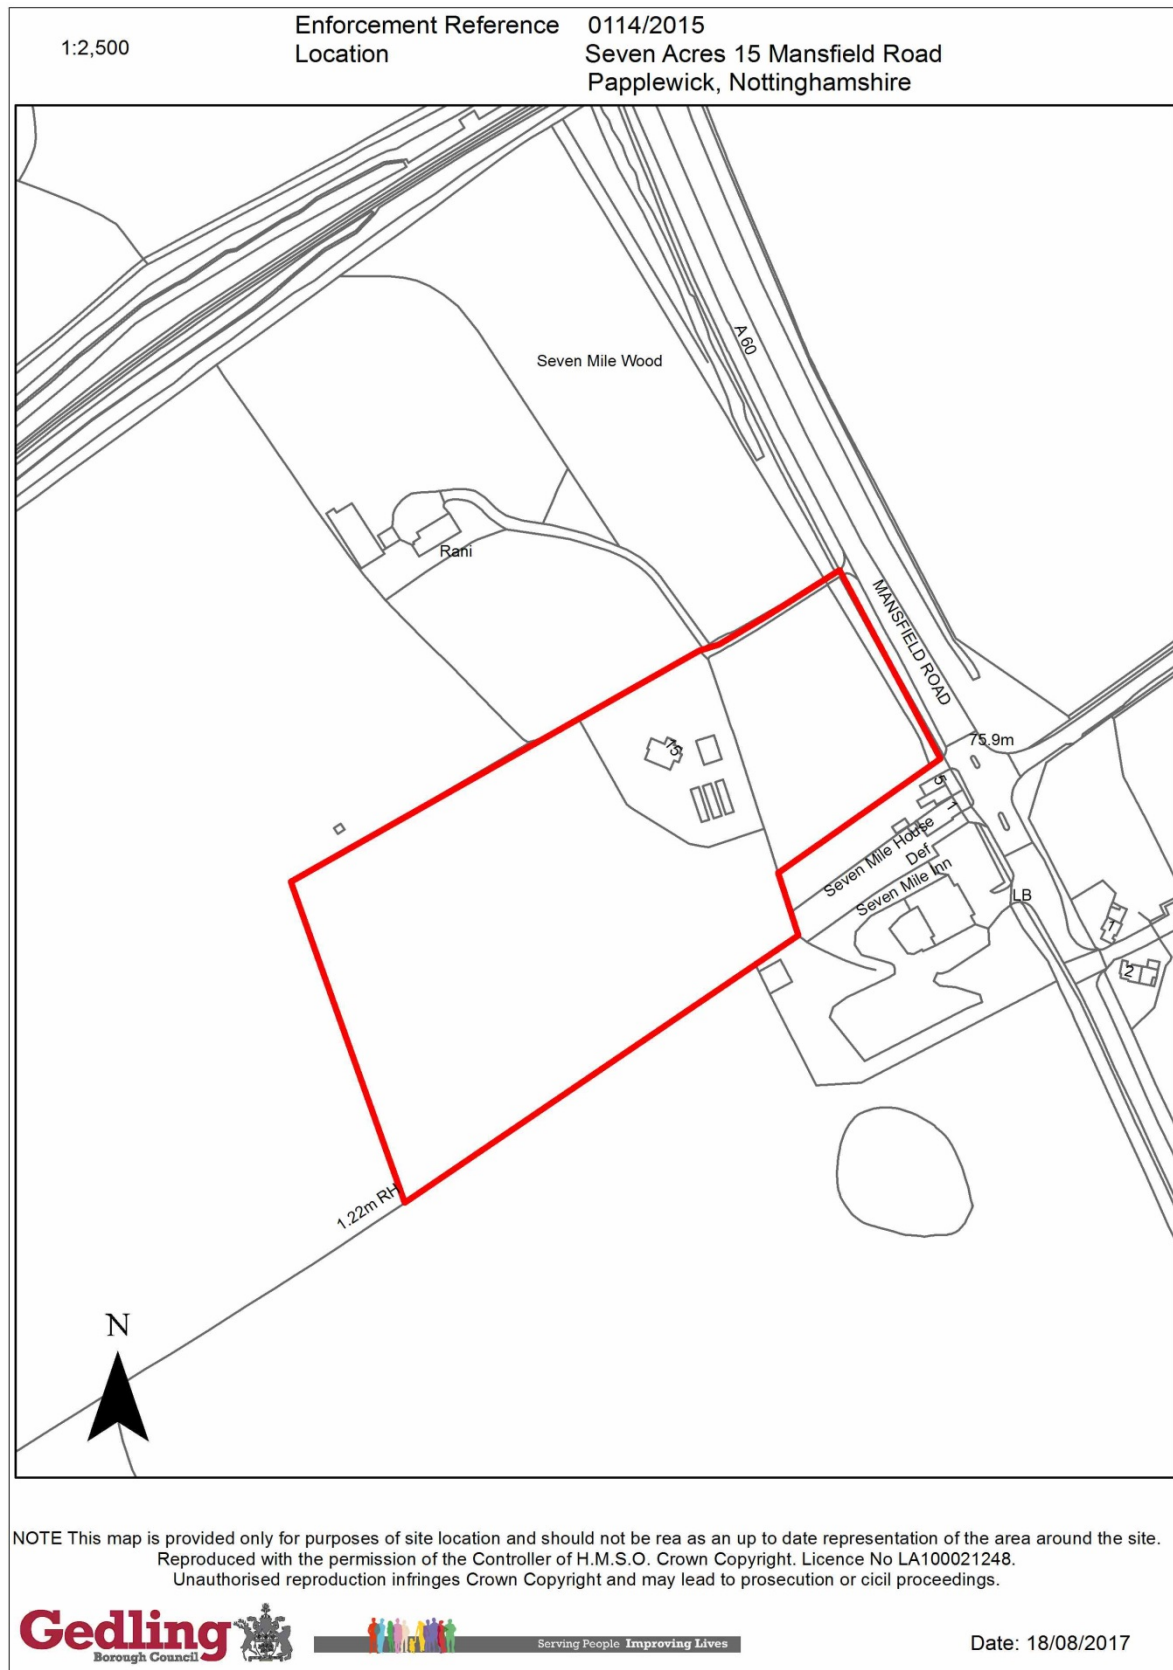 1:2,500
Enforcement Reference 0114/2015
Location Seven Acres 15 Mansfield Road
Papplewick, Nottinghamshire
A 60
Seven Mile Wood
Rani
MANSFIELD ROAD
75.9m
15
5
1
Seven Mile House
Def
Seven Mile Inn
LB
1
2
1.22m RH
N
NOTE This map is provided only for purposes of site location and should not be rea as an up to date representation of the area around the site.
Reproduced with the permission of the Controller of H.M.S.O. Crown Copyright. Licence No LA100021248.
Unauthorised reproduction infringes Crown Copyright and may lead to prosecution or cicil proceedings.
Gedling
Borough Council
Serving People Improving Lives
Date: 18/08/2017